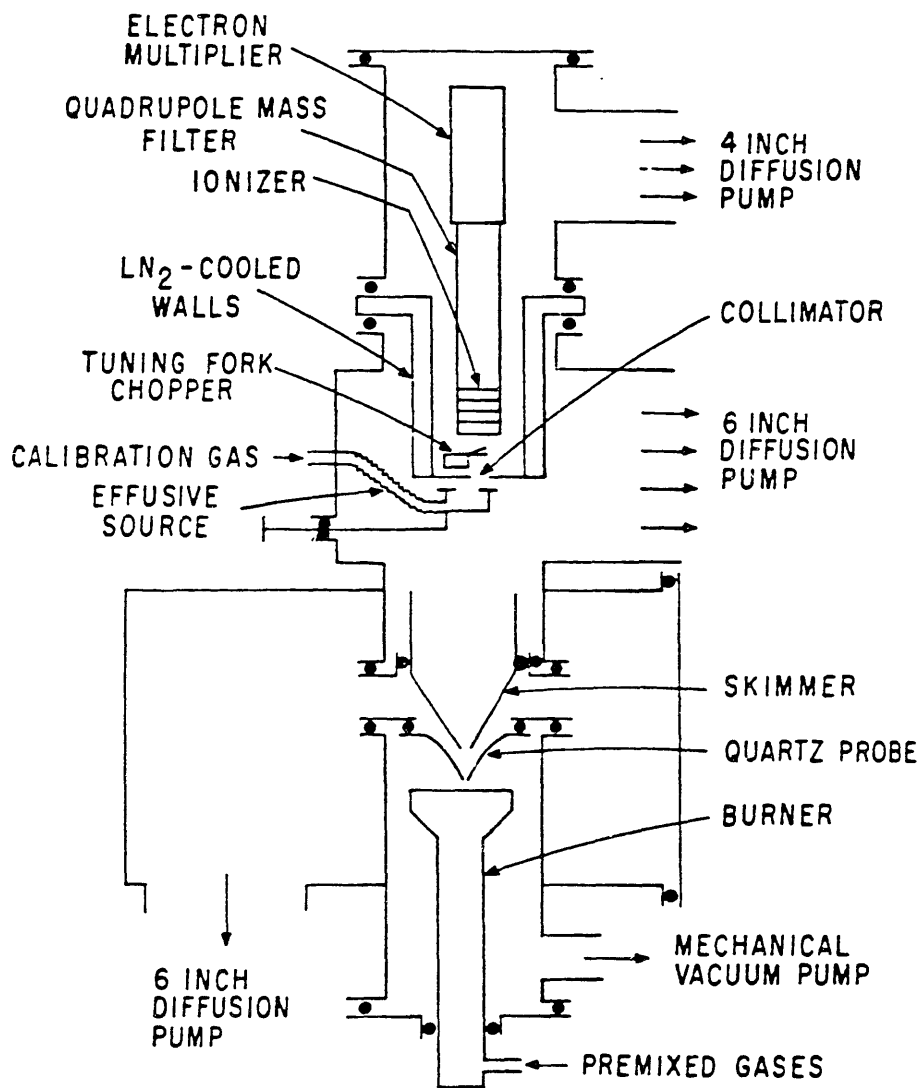 ELECTRON
MULTIPLIER
QUADRUPOLE MASS
FILTER
IONIZER
LN2-COOLED
WALLS
TUNING FORK
CHOPPER
CALIBRATION GAS
EFFUSIVE
SOURCE
4 INCH
DIFFUSION
PUMP
COLLIMATOR
6 INCH
DIFFUSION
PUMP
SKIMMER
QUARTZ PROBE
BURNER
MECHANICAL
VACUUM PUMP
6 INCH
DIFFUSION
PUMP
PREMIXED GASES